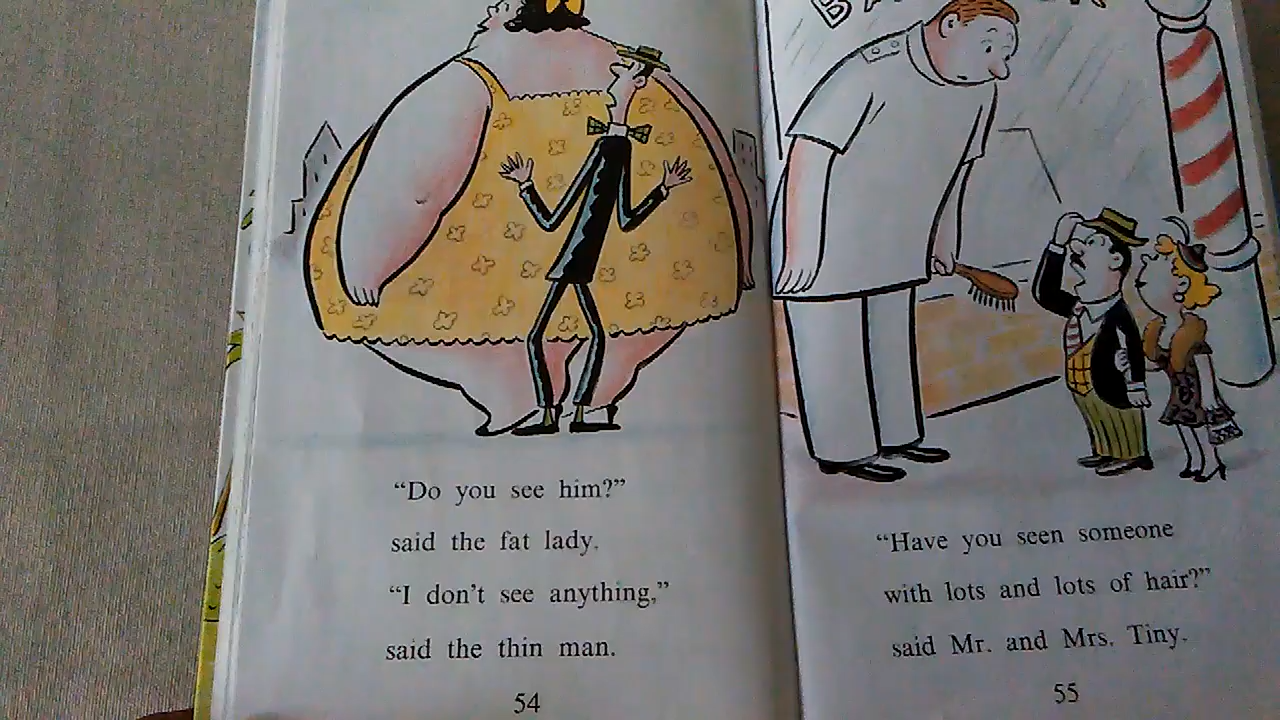 “Do you see him?”
said the fat lady.
“I don't see anything,”
said the thin man.
54
“Have you seen someone
with lots and lots of hair?”
said Mr. and Mrs. Tiny.
55